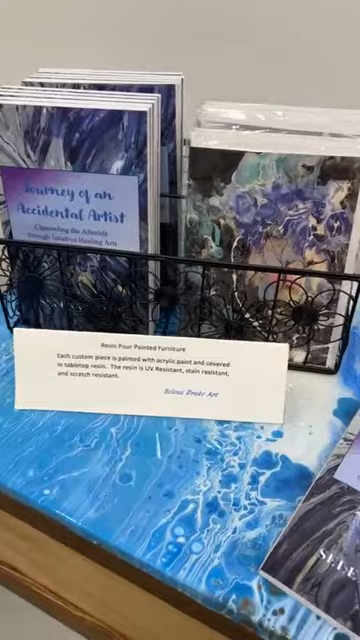 Journey of an
Accidental Artist
Channeling the Afterlife
through Intuitive Healing Arts
Resin Pour Painted Furniture
Each custom piece is painted with acrylic paint and covered
in tabletop resin. The resin is UV Resistant, stain resistant,
and scratch resistant.
Art